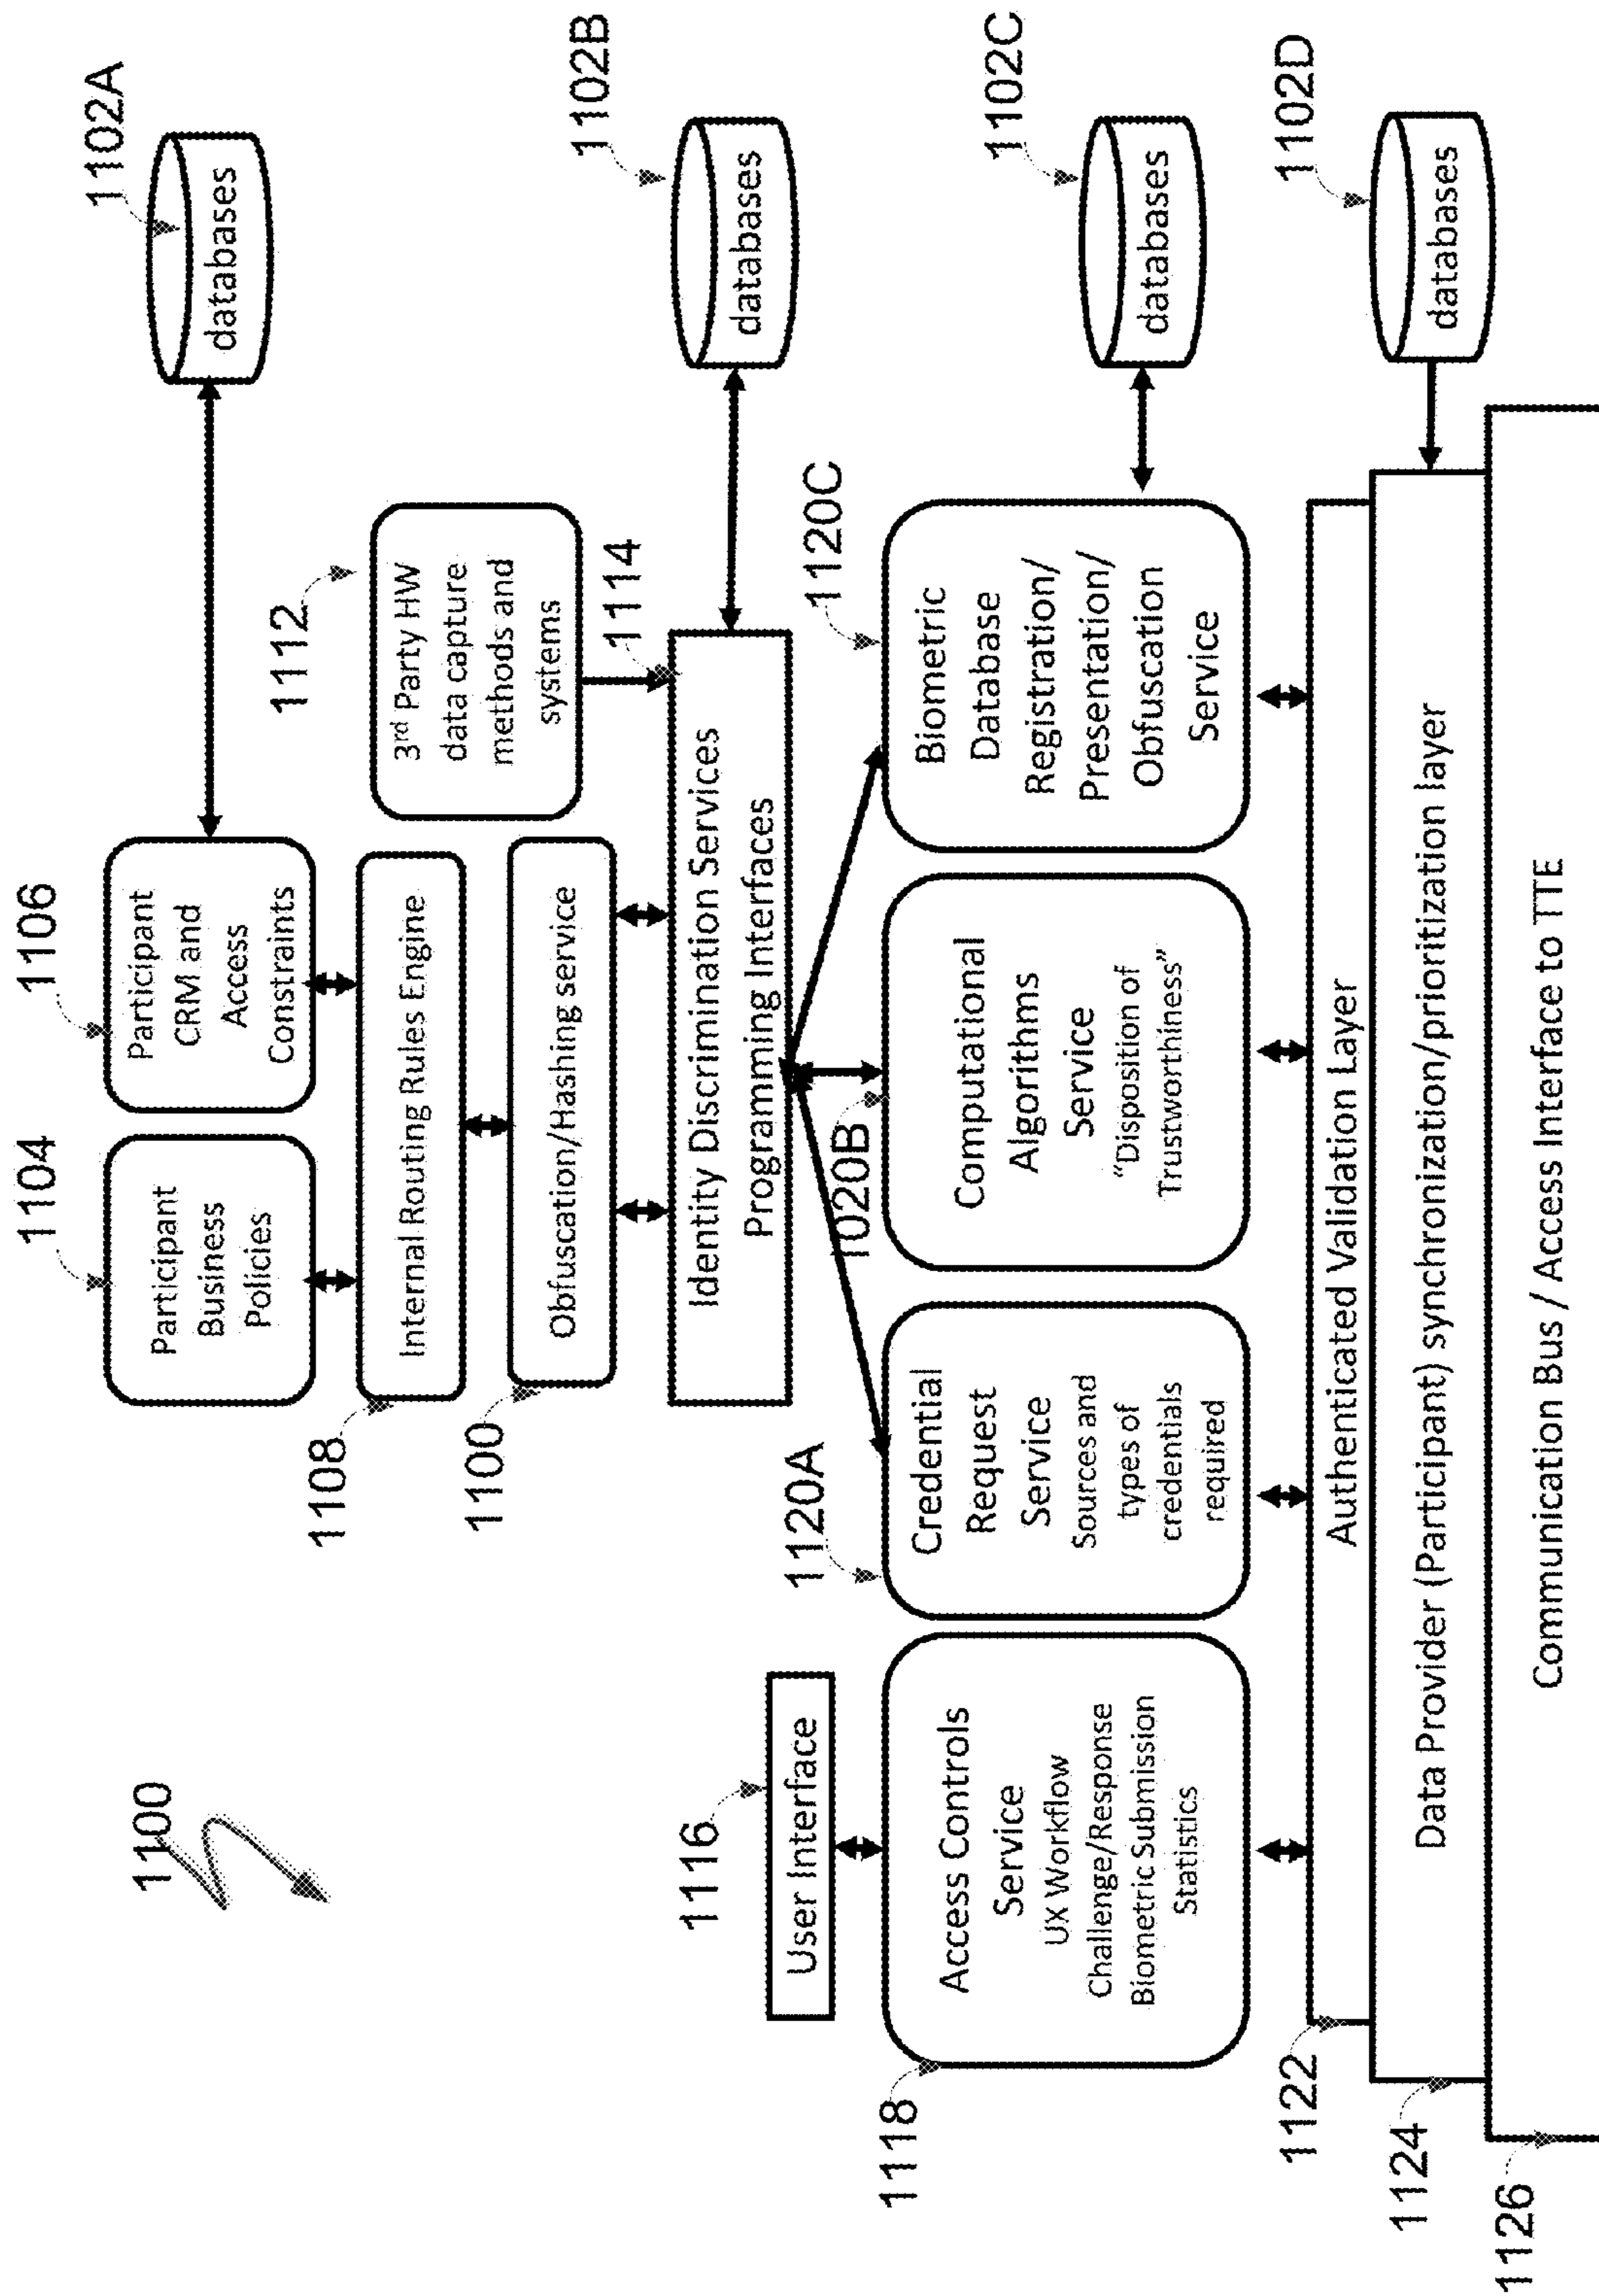 1100
1104
Participant
Business
Policies
1106
Participant
CRM and
Access
Constraints
1102A
databases
1108
Internal Routing Rules Engine
1112
3rd Party HW
data capture
methods and
systems
1100
Obfuscation/Hashing service
1114
Identity Discrimination Services
Programming Interfaces
1102B
databases
1116
User Interface
1118
Access Controls
Service
UX Workflow
Challenge/Response
Biometric Submission
Statistics
1120A
Credential
Request
Service
Sources and
types of
credentials
required
1020B
Computational
Algorithms
Service
“Disposition of
Trustworthiness”
1120C
Biometric
Database
Registration/
Presentation/
Obfuscation
Service
1102C
databases
1122
Authenticated Validation Layer
1124
Data Provider (Participant) synchronization/prioritization layer
1102D
databases
1126
Communication Bus / Access Interface to TTE